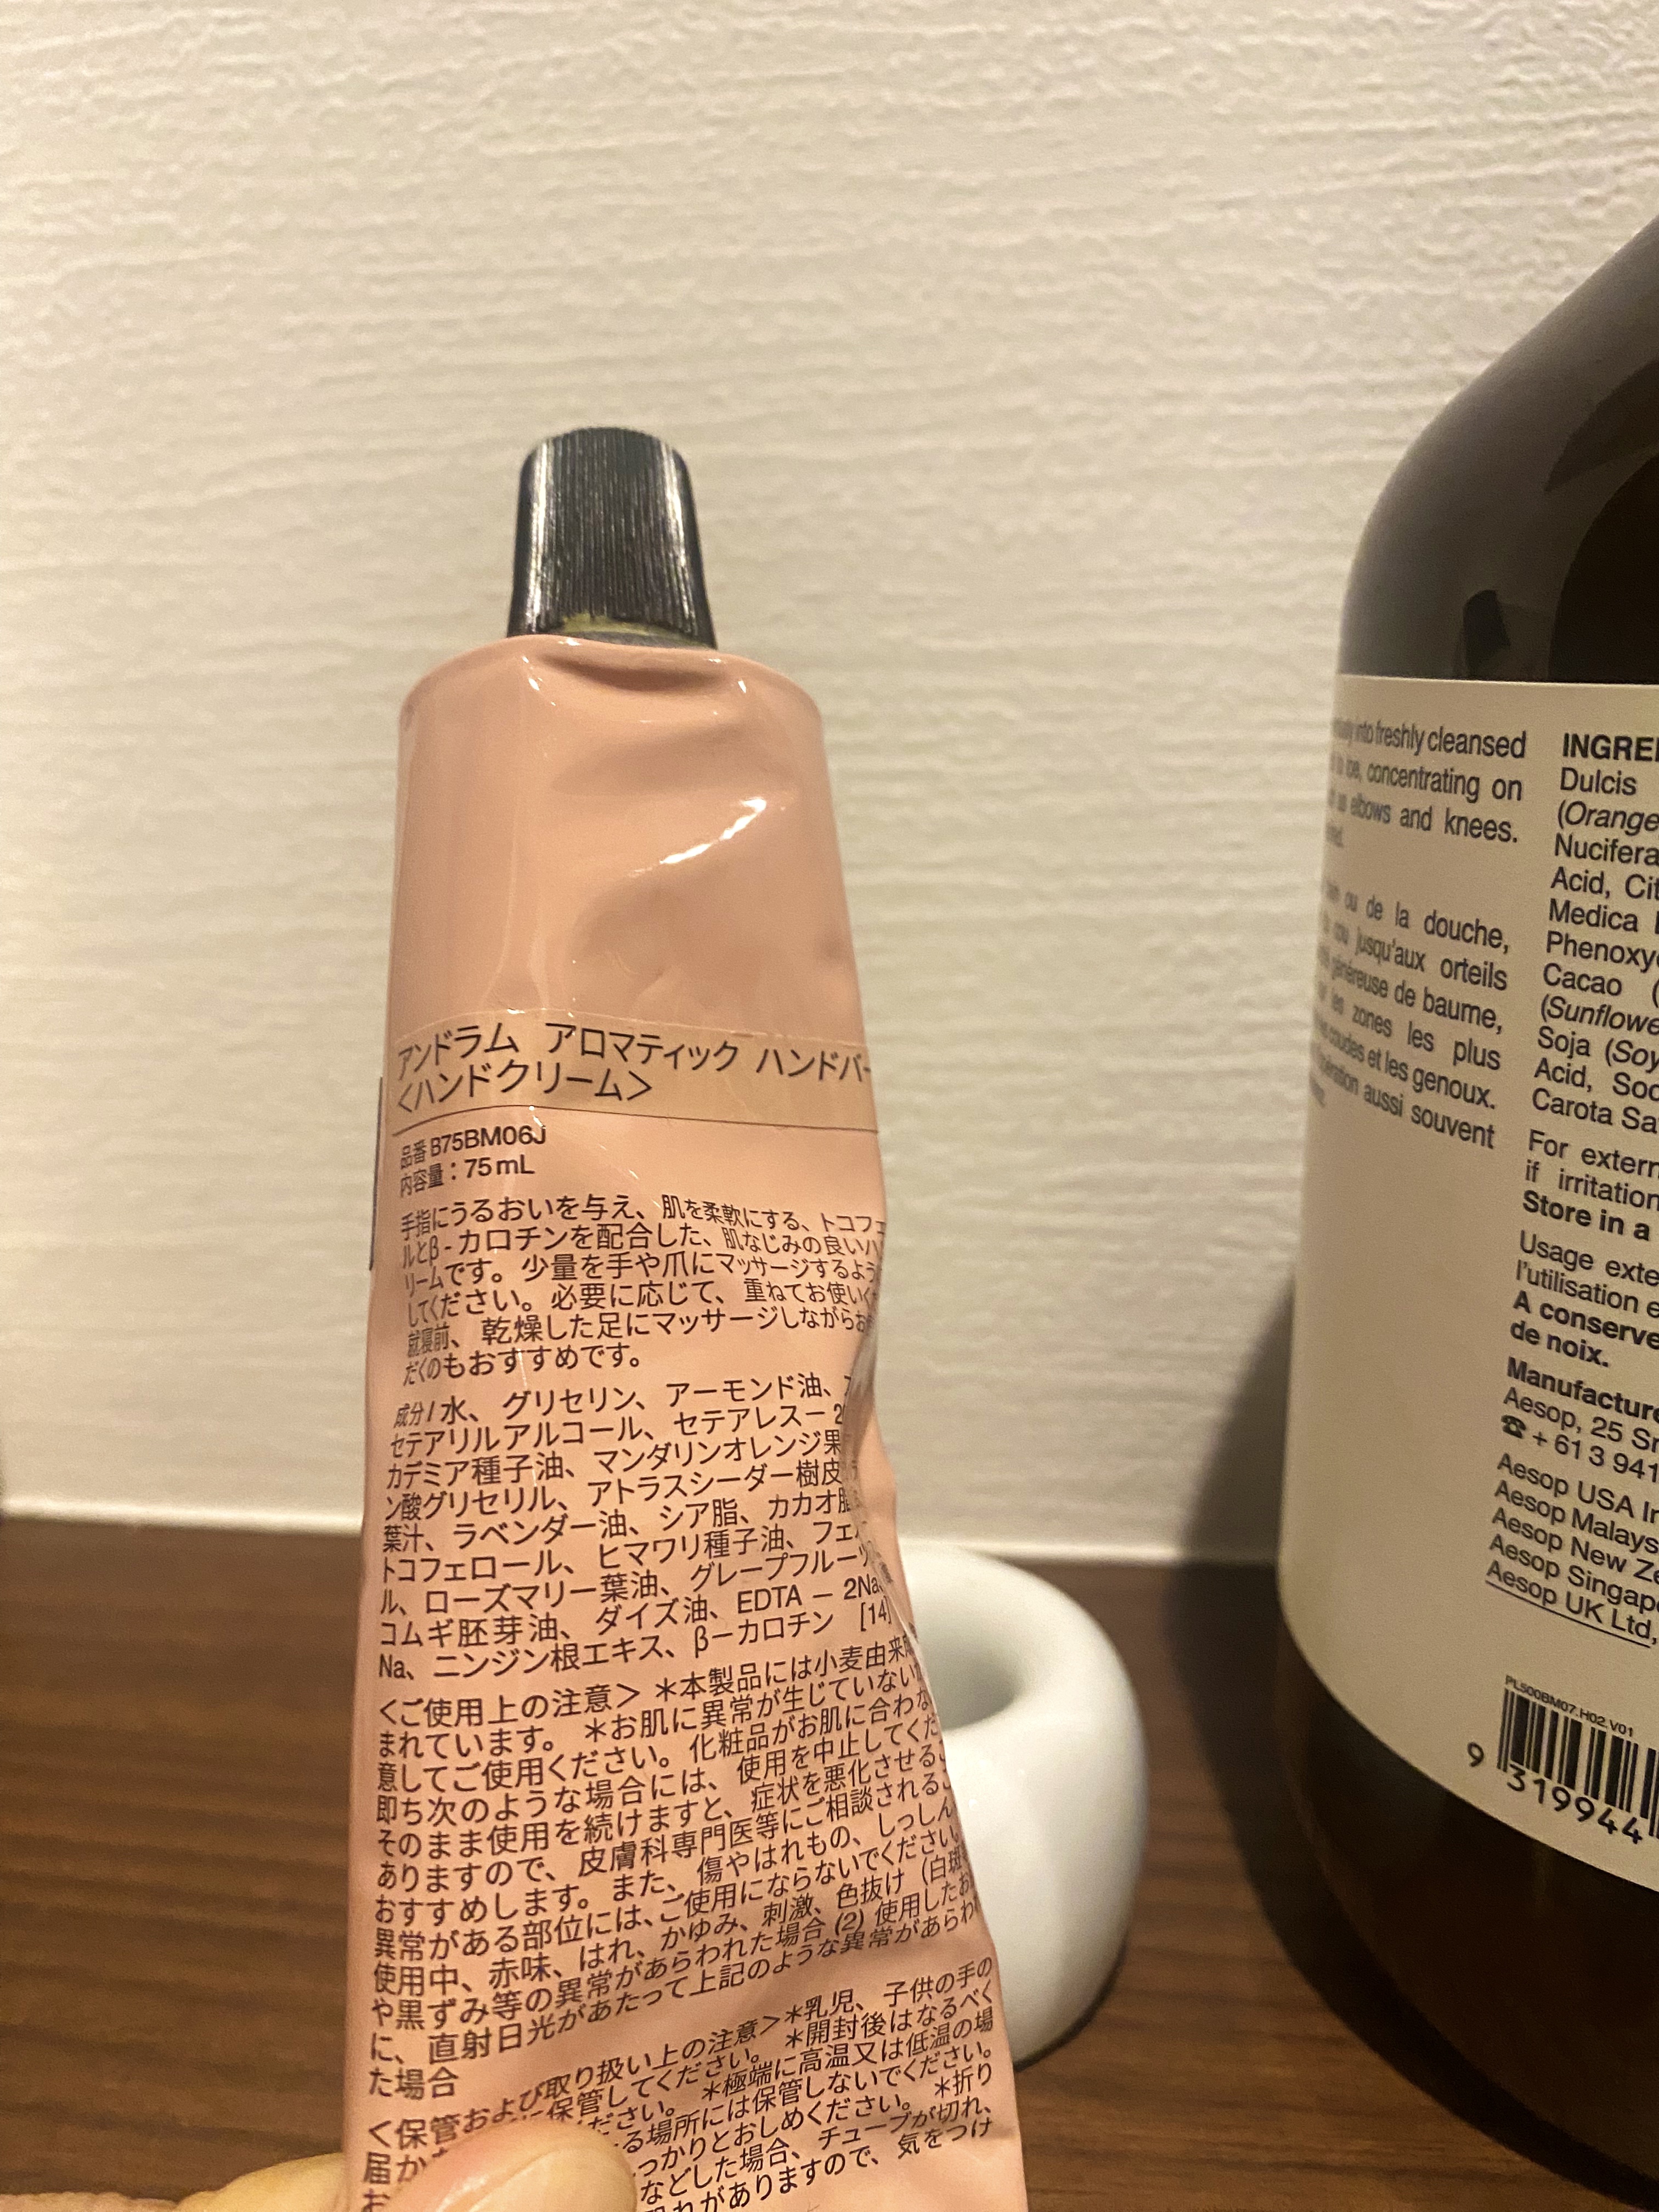 アンドラム アロマティック ハンドバー
<ハンドクリーム>
品番 B75BM06J
内容量：75mL
手指にうるおいを与え、肌を柔軟にする、トコフェ
ルとβ-カロチンを配合した、肌なじみの良いハ
リームです。少量を手や爪にマッサージするよう
してください。必要に応じて、重ねてお使いく
就寝前、乾燥した足にマッサージしながらお
だくのもおすすめです。
成分/水、グリセリン、アーモンド油、
セテアリルアルコール、セテアレスー2
カデミア種子油、マンダリンオレンジ果
ン酸グリセリル、アトラスシーダー樹皮
葉汁、ラベンダー油、シア脂、カカオ脂
トコフェロール、ヒマワリ種子油、フェ
ル、ローズマリー葉油、グレープフルーツ
コムギ胚芽油、ダイズ油、EDTA－2Na
Na、ニンジン根エキス、β－カロチン [14]
<ご使用上の注意> ＊本製品には小麦由来
まれています。 ＊お肌に異常が生じていない
意してご使用ください。化粧品がお肌に合わな
即ち次のような場合には、使用を中止してくだ
そのまま使用を続けますと、症状を悪化させるこ
ありますので、皮膚科専門医等にご相談されるこ
おすすめします。また、傷やはれもの、しっしん
異常がある部位には、ご使用にならないでください。
使用中、赤味、はれ、かゆみ、刺激、色抜け（白斑
や黒ずみ等の異常があらわれた場合 (2) 使用したお
に、直射日光があたって上記のような異常があらわ
た場合
<保管および取り扱い上の注意>＊乳児、子供の手の
届か に保管してください。 ＊開封後はなるべく
お ださい。 ＊極端に高温又は低温の場
る場所には保管しないでください。
っかりとおしめください。 ＊折り
などした場合、チューブが切れ、
れがありますので、気をつけ
into freshly cleansed
concentrating on
elbows and knees.
ou de la douche,
jusqu'aux orteils
généreuse de baume,
les zones les plus
coudes et les genoux.
aussi souvent
INGRE
Dulcis
(Orange
Nucifera
Acid, Cit
Medica
Phenoxy
Cacao (
(Sunflowe
Soja (Soy
Acid, Soc
Carota Sa
For extern
if irritation
Store in a
Usage exte
l'utilisation e
A conserve
de noix.
Manufacture
Aesop, 25 Sr
☎ + 61 3 941
Aesop USA In
Aesop Malays
Aesop New Ze
Aesop Singap
Aesop UK Ltd,
PL500BM07.H02.V01
9 319944